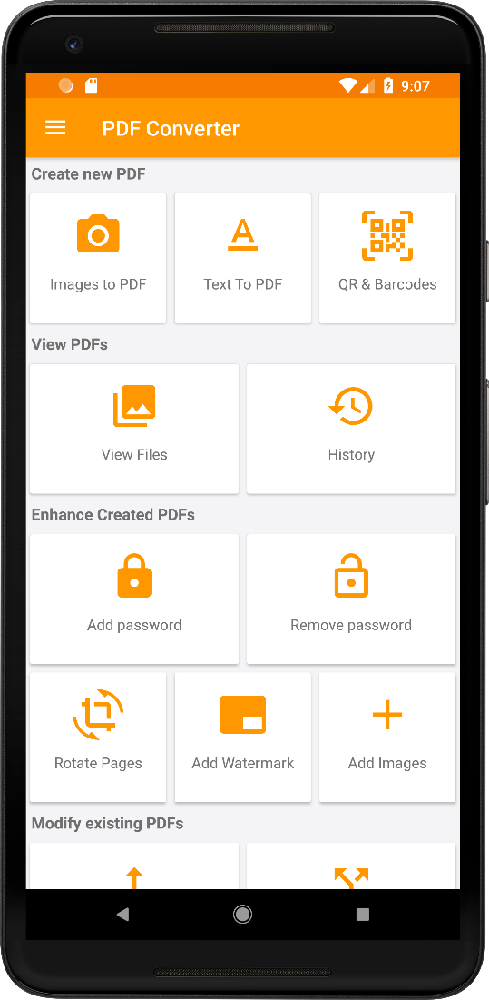 9:07
PDF Converter
Create new PDF
Images to PDF
Text To PDF
QR & Barcodes
View PDFs
View Files
History
Enhance Created PDFs
Add password
Remove password
Rotate Pages
Add Watermark
Add Images
Modify existing PDFs